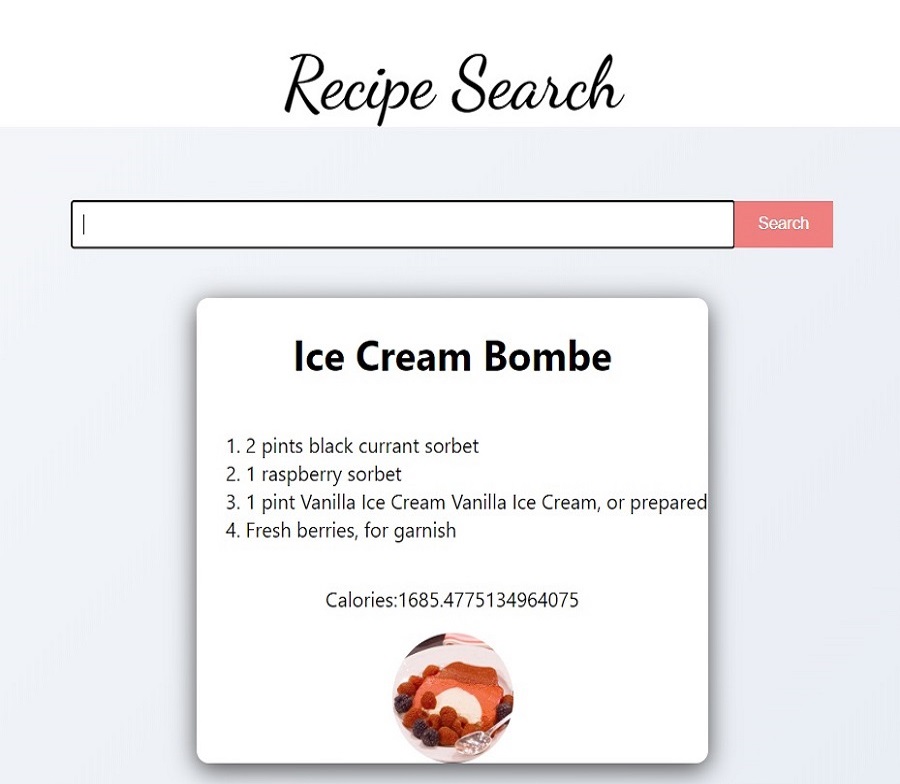 Recipe Search
Search
Ice Cream Bombe
1. 2 pints black currant sorbet
2. 1 raspberry sorbet
3. 1 pint Vanilla Ice Cream Vanilla Ice Cream, or prepared
4. Fresh berries, for garnish
Calories:1685.4775134964075